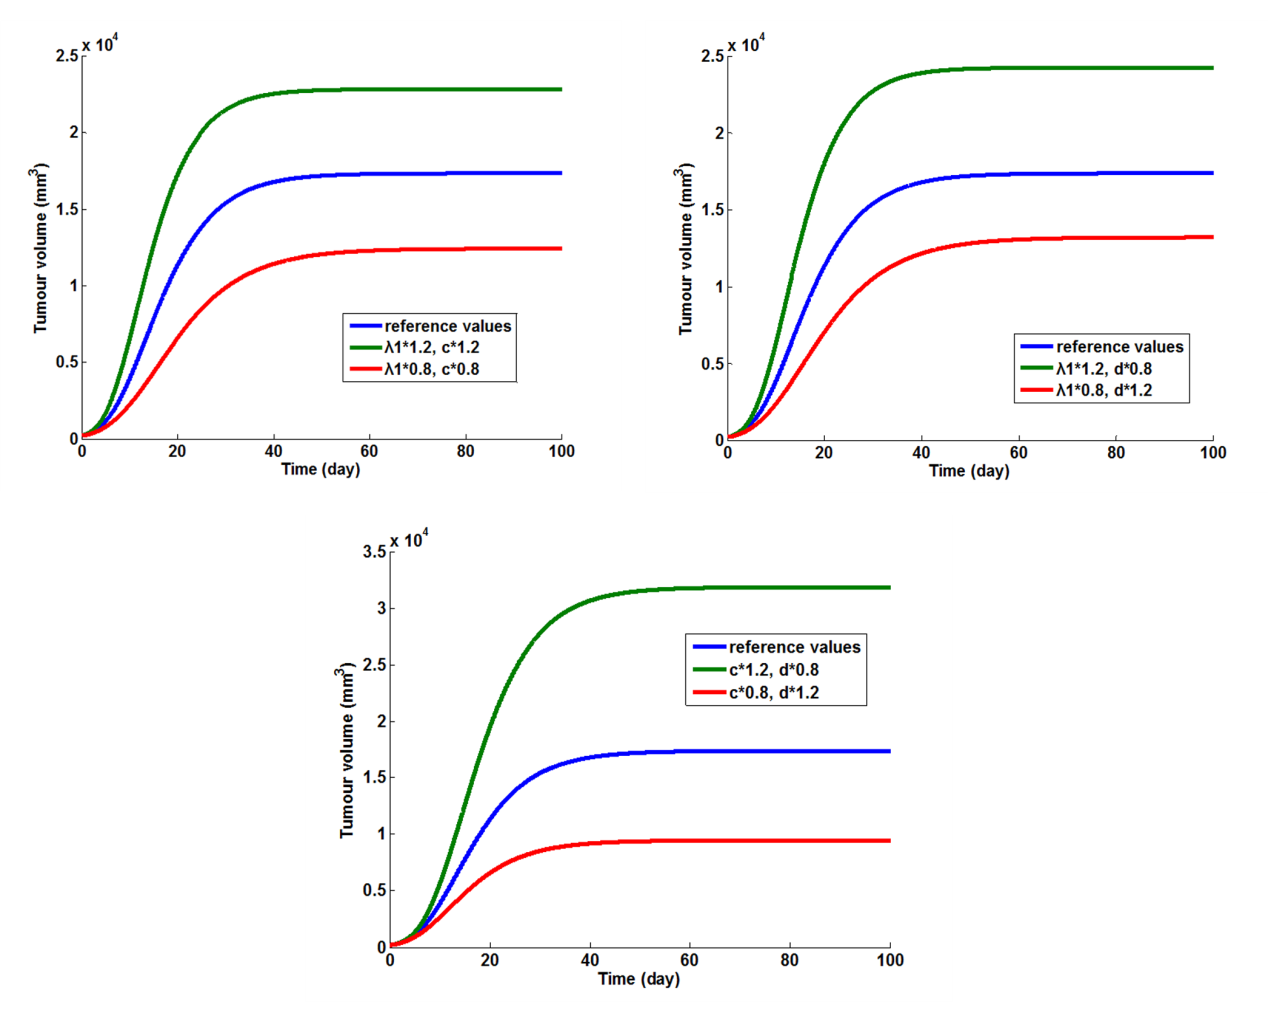 x 10^4
2.5
2
1.5
1
0.5
0
Tumour volume (mm^3)
reference values
λ1*1.2, c*1.2
λ1*0.8, c*0.8
0 20 40 60 80 100
Time (day)
x 10^4
2.5
2
1.5
1
0.5
0
Tumour volume (mm^3)
reference values
λ1*1.2, d*0.8
λ1*0.8, d*1.2
0 20 40 60 80 100
Time (day)
x 10^4
3.5
3
2.5
2
1.5
1
0.5
0
Tumour volume (mm^3)
reference values
c*1.2, d*0.8
c*0.8, d*1.2
0 20 40 60 80 100
Time (day)